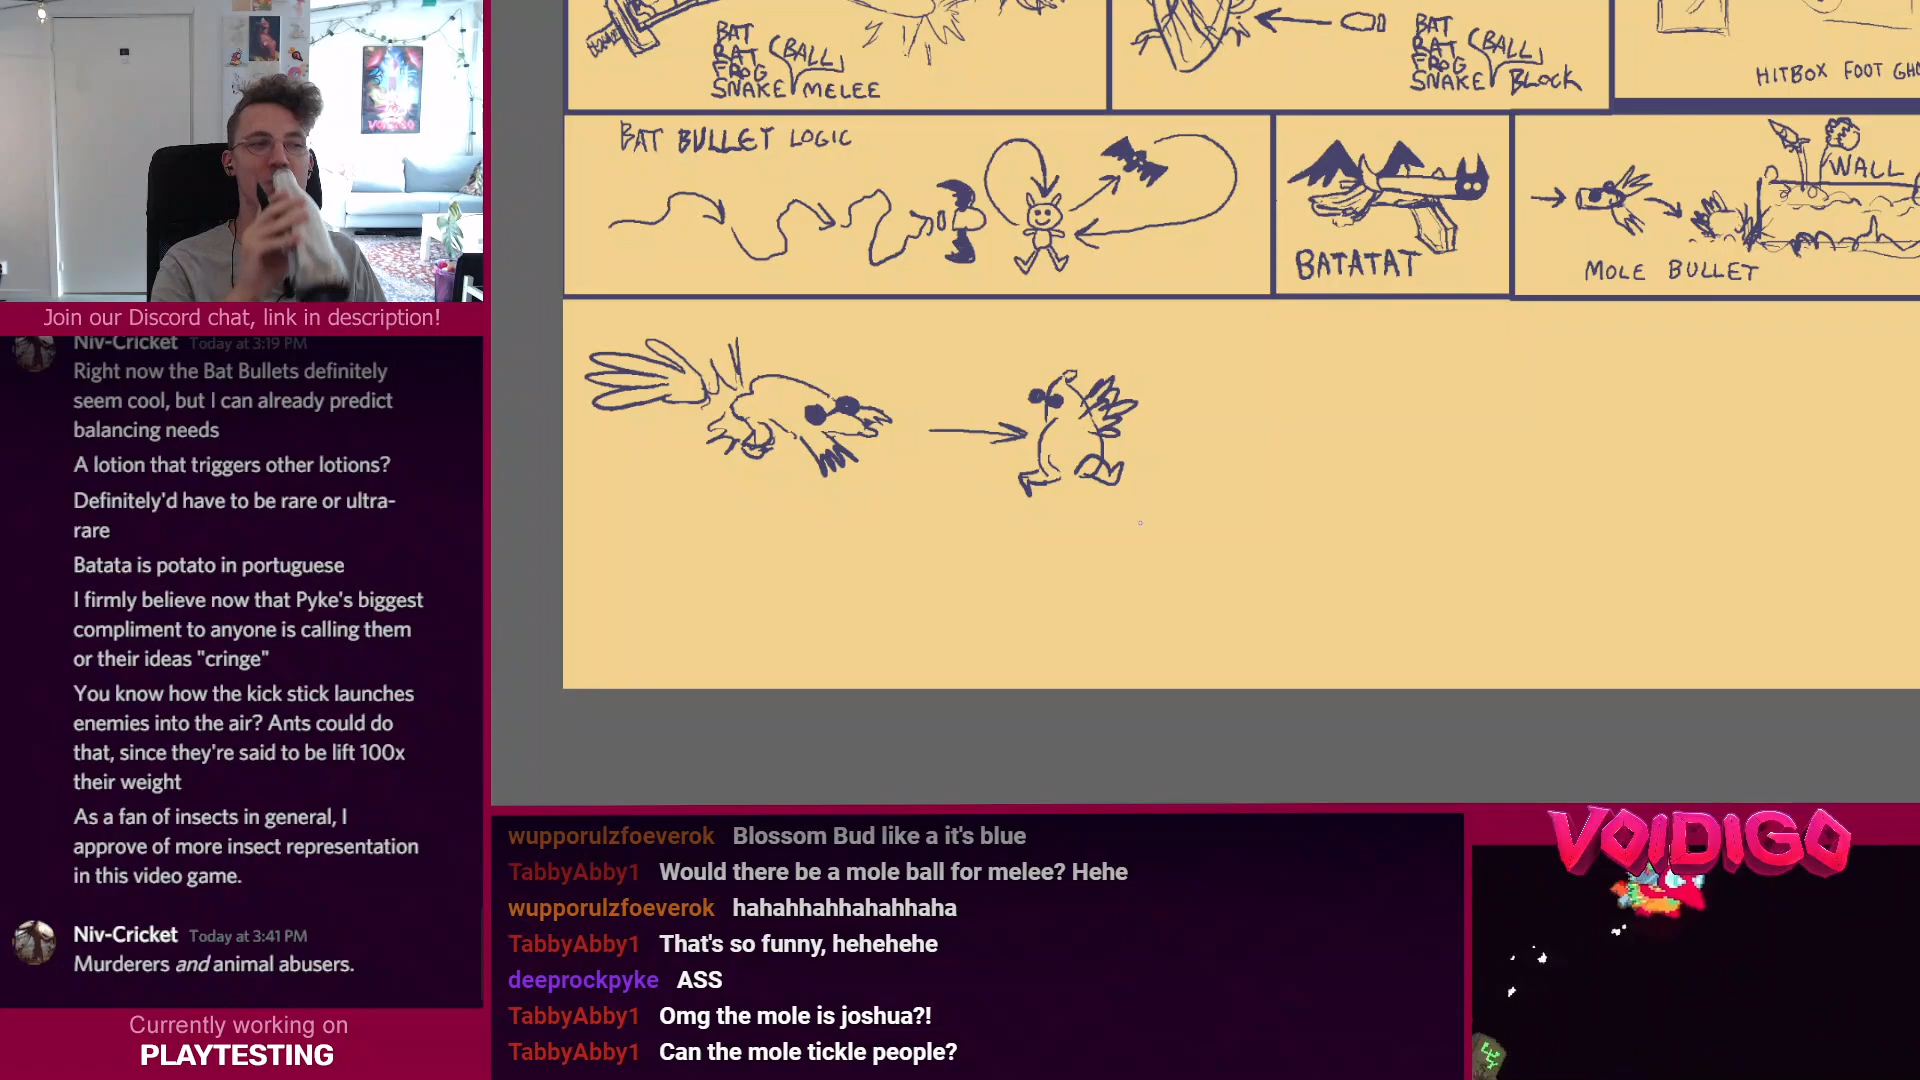 BAT
RAT
FROG
SNAKE
(BALL)
MELEE
BAT
RAT
FROG
SNAKE
(BALL)
BLOCK
HITBOX FOOT GHO
BAT BULLET LOGIC
BATATAT
WALL
MOLE BULLET
VOIDIGO
Join our Discord chat, link in description!
Niv-Cricket Today at 3:19 PM
Right now the Bat Bullets definitely
seem cool, but I can already predict
balancing needs
A lotion that triggers other lotions?
Definitely'd have to be rare or ultra-
rare
Batata is potato in portuguese
I firmly believe now that Pyke's biggest
compliment to anyone is calling them
or their ideas "cringe"
You know how the kick stick launches
enemies into the air? Ants could do
that, since they're said to be lift 100x
their weight
As a fan of insects in general, I
approve of more insect representation
in this video game.
Niv-Cricket Today at 3:41 PM
Murderers and animal abusers.
Currently working on
PLAYTESTING
wupporulzfoeverok Blossom Bud like a it's blue
TabbyAbby1 Would there be a mole ball for melee? Hehe
wupporulzfoeverok hahahhahhahahhaha
TabbyAbby1 That's so funny, hehehehe
deeprockpyke ASS
TabbyAbby1 Omg the mole is joshua?!
TabbyAbby1 Can the mole tickle people?
VOIDIGO